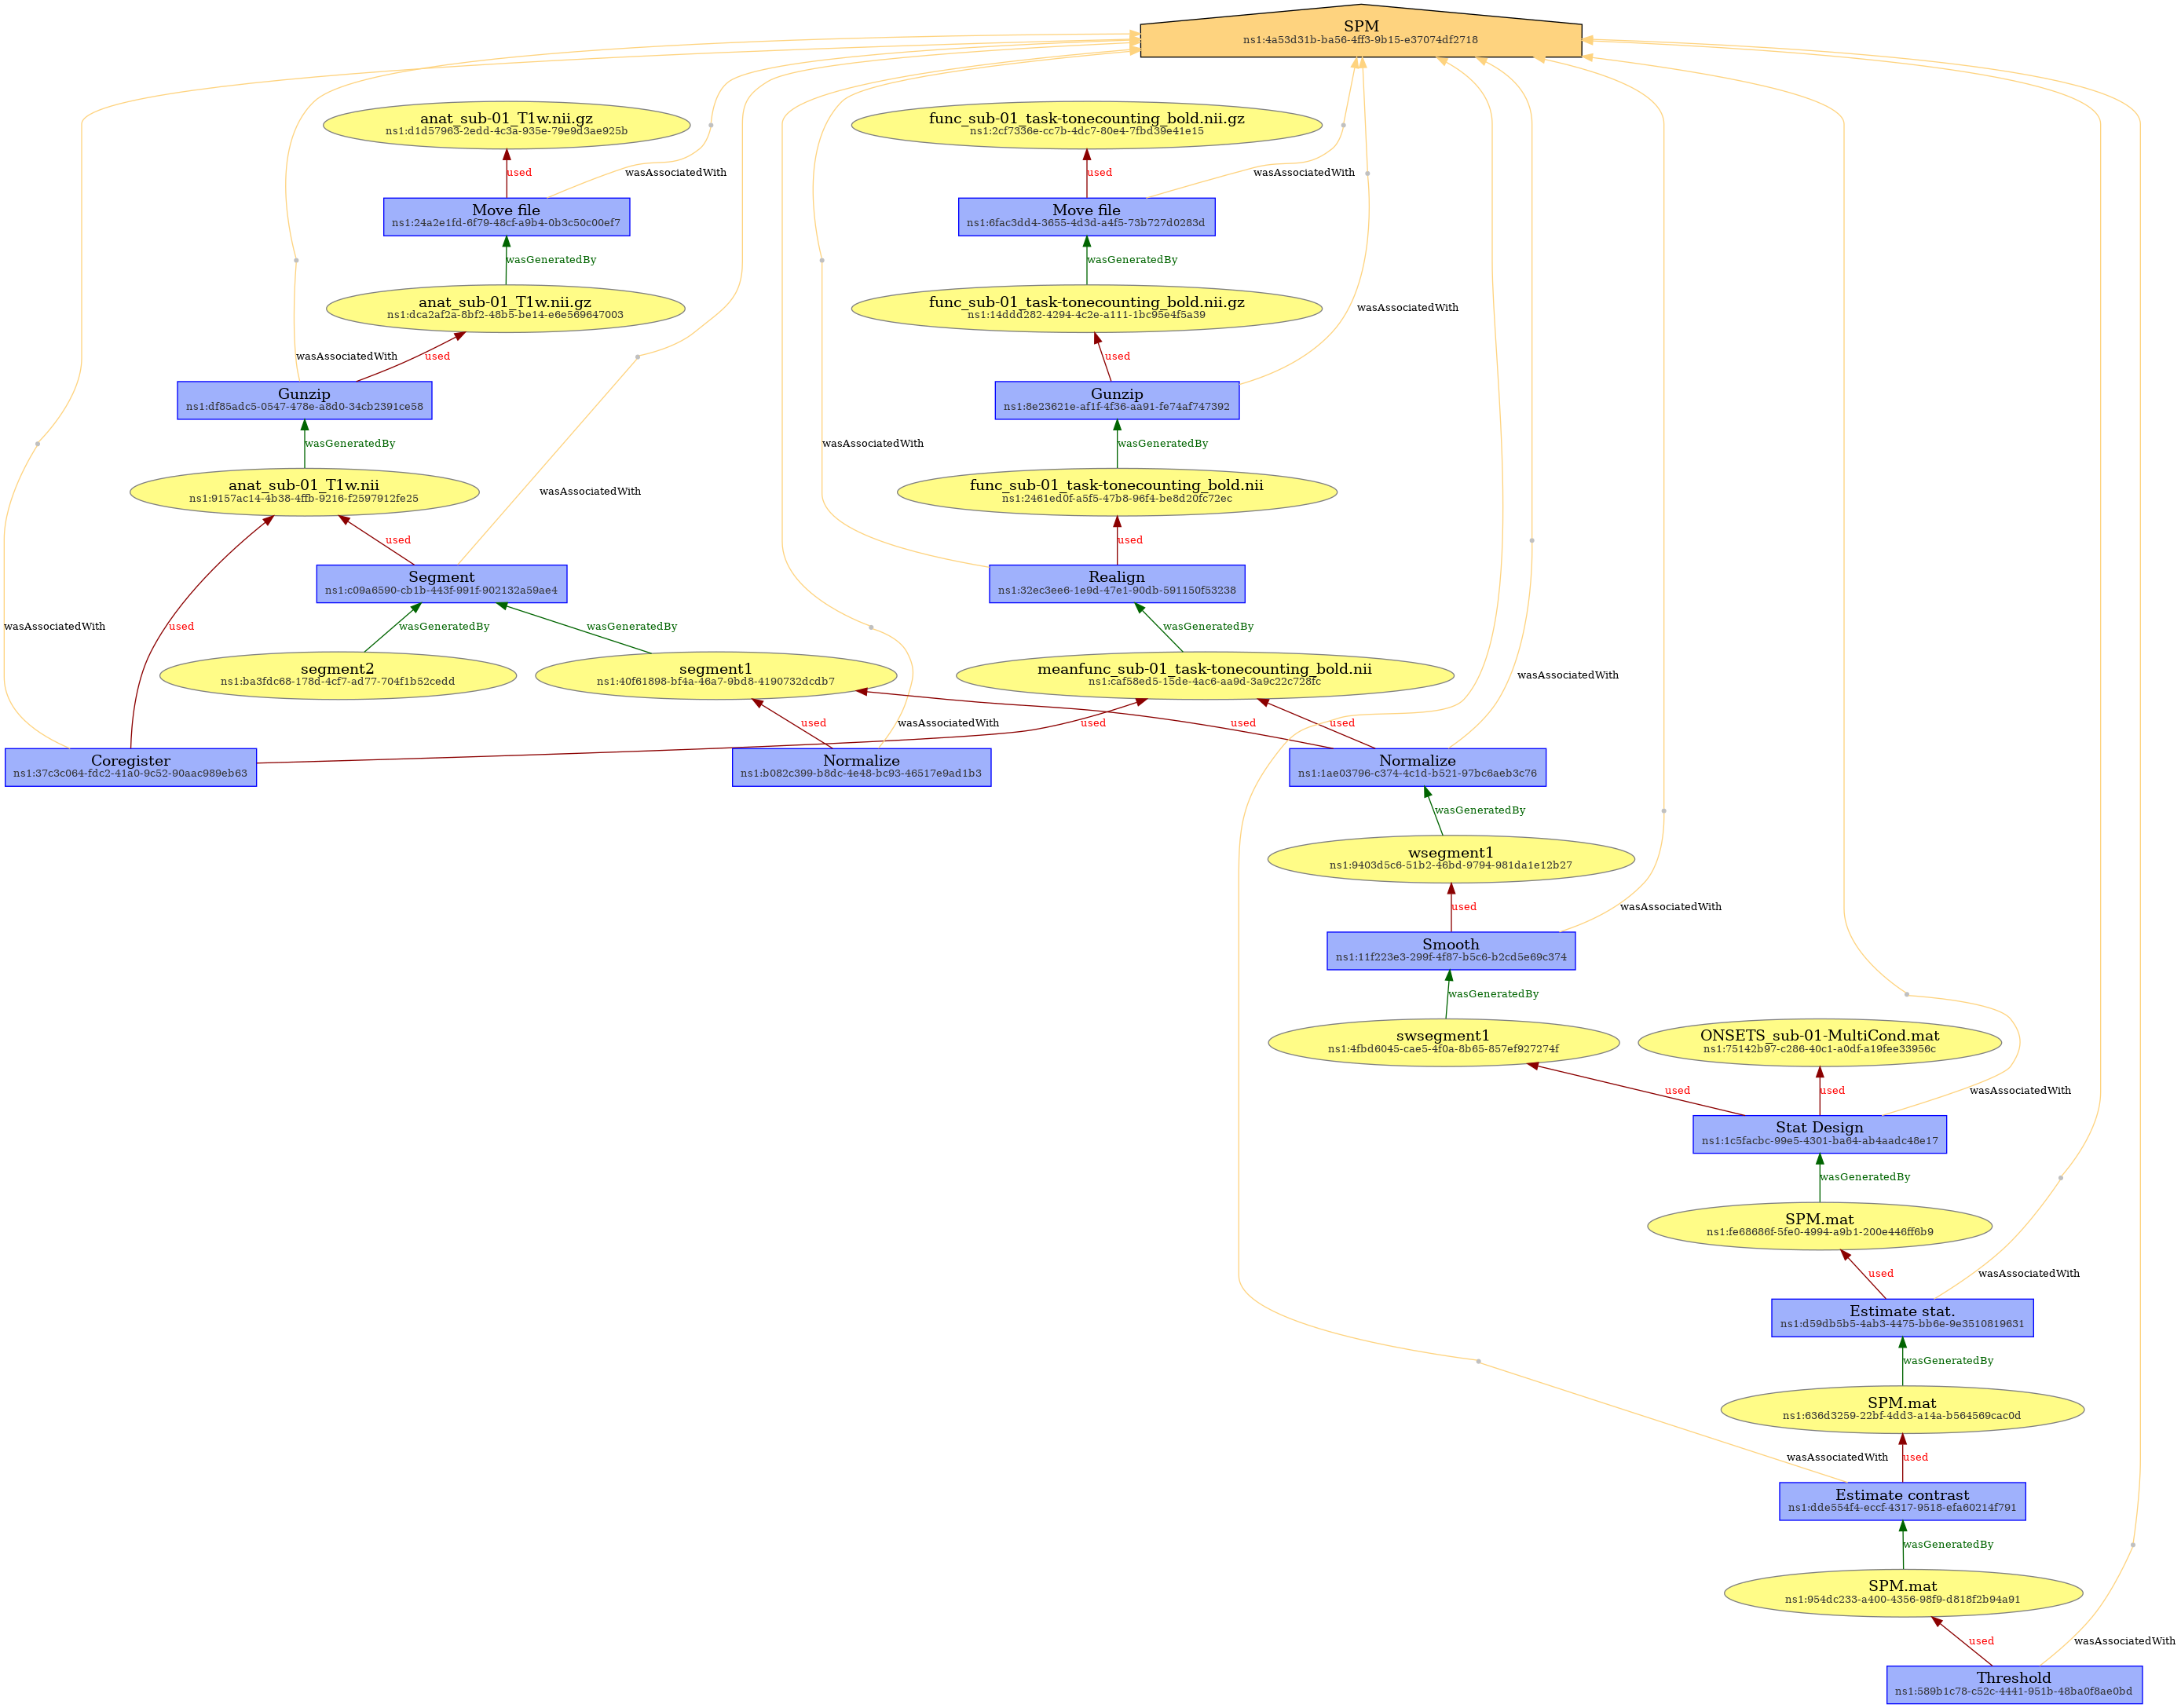 SPM
ns1:4a53d31b-ba56-4ff3-9b15-e37074df2718
anat_sub-01_T1w.nii.gz
ns1:d1d57963-2edd-4c3a-935e-79e9d3ae925b
func_sub-01_task-tonecounting_bold.nii.gz
ns1:2cf7336e-cc7b-4dc7-80e4-7fbd39e41e15
used
wasAssociatedWith
used
wasAssociatedWith
Move file
ns1:24a2e1fd-6f79-48cf-a9b4-0b3c50c00ef7
Move file
ns1:6fac3dd4-3655-4d3d-a4f5-73b727d0283d
wasGeneratedBy
wasGeneratedBy
anat_sub-01_T1w.nii.gz
ns1:dca2af2a-8bf2-48b5-be14-e6e569647003
func_sub-01_task-tonecounting_bold.nii.gz
ns1:14ddd282-4294-4c2e-a111-1bc95e4f5a39
wasAssociatedWith
wasAssociatedWith
used
used
Gunzip
ns1:df85adc5-0547-478e-a8d0-34cb2391ce58
Gunzip
ns1:8e23621e-af1f-4f36-aa91-fe74af747392
wasGeneratedBy
wasAssociatedWith
wasGeneratedBy
anat_sub-01_T1w.nii
ns1:9157ac14-4b38-4ffb-9216-f2597912fe25
wasAssociatedWith
func_sub-01_task-tonecounting_bold.nii
ns1:2461ed0f-a5f5-47b8-96f4-be8d20fc72ec
used
used
Segment
ns1:c09a6590-cb1b-443f-991f-902132a59ae4
Realign
ns1:32ec3ee6-1e9d-47e1-90db-591150f53238
wasAssociatedWith
used
wasGeneratedBy
wasGeneratedBy
wasGeneratedBy
segment2
ns1:ba3fdc68-178d-4cf7-ad77-704f1b52cedd
segment1
ns1:40f61898-bf4a-46a7-9bd8-4190732dcdb7
meanfunc_sub-01_task-tonecounting_bold.nii
ns1:caf58ed5-15de-4ac6-aa9d-3a9c22c728fc
wasAssociatedWith
used
wasAssociatedWith
used
used
used
Coregister
ns1:37c3c064-fdc2-41a0-9c52-90aac989eb63
Normalize
ns1:b082c399-b8dc-4e48-bc93-46517e9ad1b3
Normalize
ns1:1ae03796-c374-4c1d-b521-97bc6aeb3c76
wasGeneratedBy
wsegment1
ns1:9403d5c6-51b2-46bd-9794-981da1e12b27
used
wasAssociatedWith
Smooth
ns1:11f223e3-299f-4f87-b5c6-b2cd5e69c374
wasGeneratedBy
swsegment1
ns1:4fbd6045-cae5-4f0a-8b65-857ef927274f
ONSETS_sub-01-MultiCond.mat
ns1:75142b97-c286-40c1-a0df-a19fee33956c
used
used
wasAssociatedWith
Stat Design
ns1:1c5facbc-99e5-4301-ba64-ab4aadc48e17
wasGeneratedBy
SPM.mat
ns1:fe68686f-5fe0-4994-a9b1-200e446ff6b9
used
wasAssociatedWith
Estimate stat.
ns1:d59db5b5-4ab3-4475-bb6e-9e3510819631
wasGeneratedBy
SPM.mat
ns1:636d3259-22bf-4dd3-a14a-b564569cac0d
wasAssociatedWith
used
Estimate contrast
ns1:dde554f4-eccf-4317-9518-efa60214f791
wasGeneratedBy
SPM.mat
ns1:954dc233-a400-4356-98f9-d818f2b94a91
used
wasAssociatedWith
Threshold
ns1:589b1c78-c52c-4441-951b-48ba0f8ae0bd